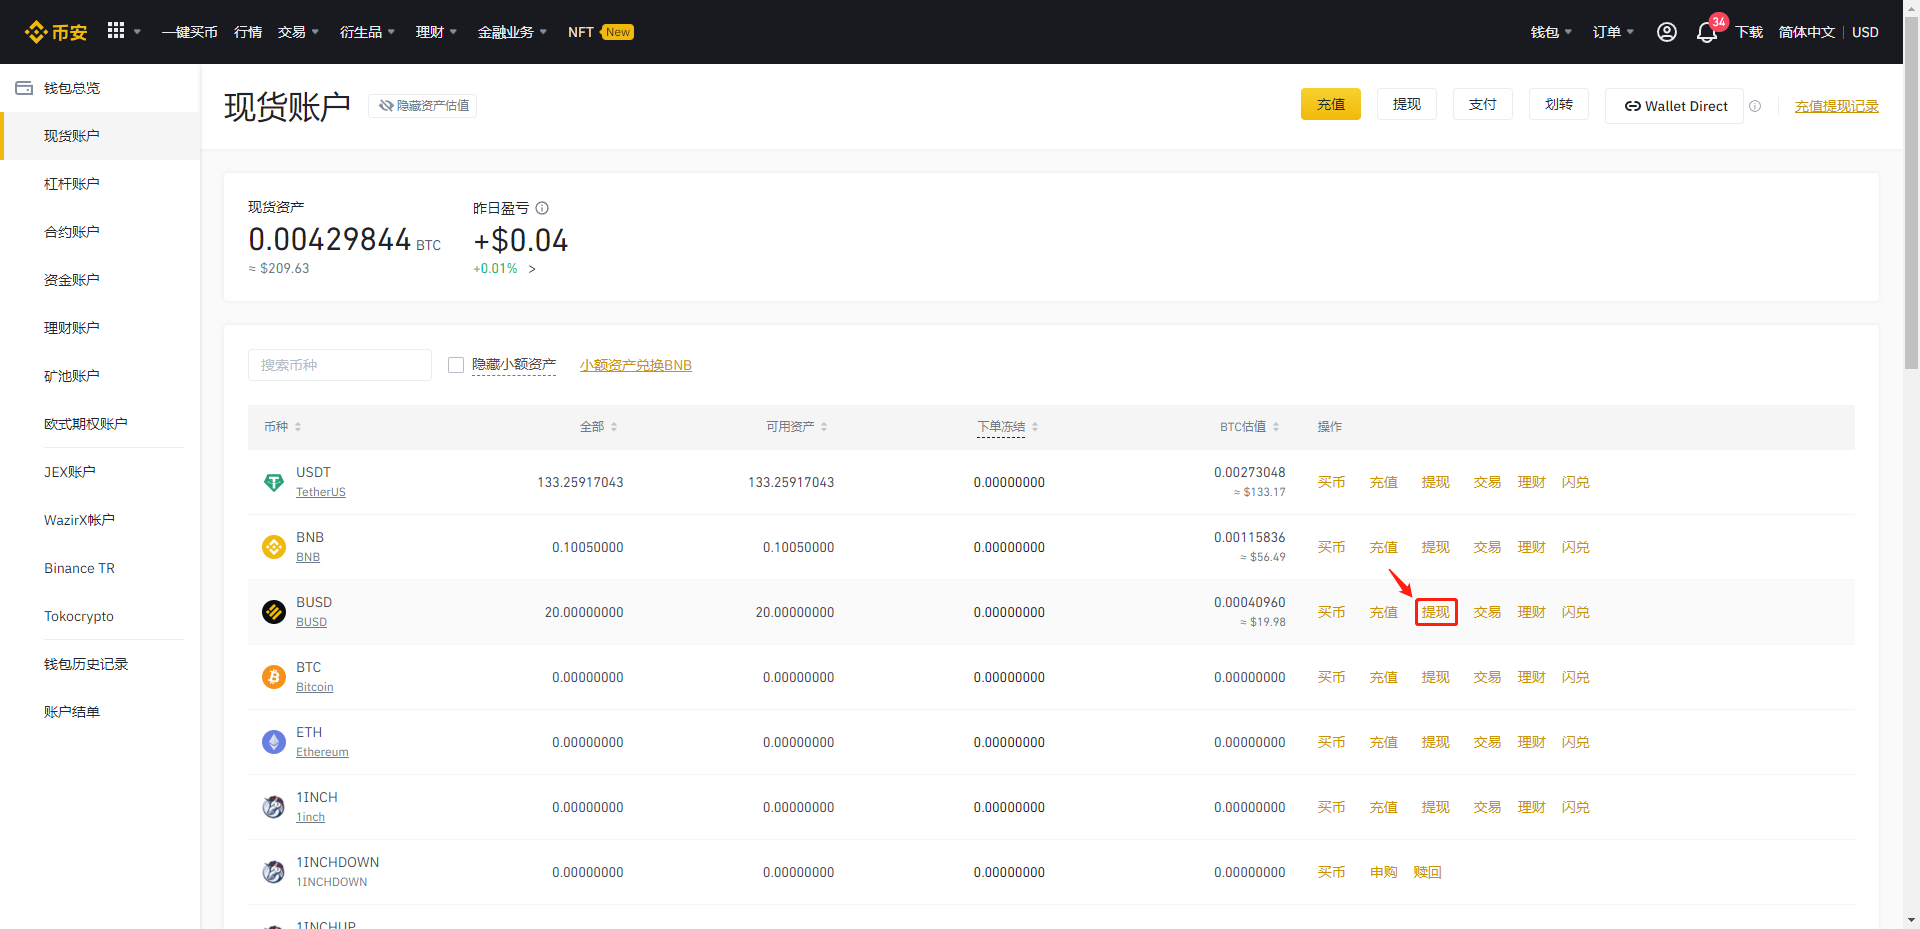 币安 一键买币 行情 交易 衍生品 理财 金融业务 NFT New 钱包 订单 34 下载 简体中文 USD
钱包总览
现货账户
杠杆账户
合约账户
资金账户
理财账户
矿池账户
欧式期权账户
JEX账户
WazirX帐户
Binance TR
Tokocrypto
钱包历史记录
账户结单
现货账户 隐藏资产估值 充值 提现 支付 划转 Wallet Direct 充值提现记录
现货资产 昨日盈亏
0.00429844 BTC +$0.04
≈ $209.63 +0.01% >
搜索币种 隐藏小额资产 小额资产兑换BNB
币种 全部 可用资产 下单冻结 BTC估值 操作
USDT 133.25917043 133.25917043 0.00000000 0.00273048 买币 充值 提现 交易 理财 闪兑
TetherUS ≈ $133.17
BNB 0.10050000 0.10050000 0.00000000 0.00115836 买币 充值 提现 交易 理财 闪兑
BNB ≈ $56.49
BUSD 20.00000000 20.00000000 0.00000000 0.00040960 买币 充值 提现 交易 理财 闪兑
BUSD ≈ $19.98
BTC 0.00000000 0.00000000 0.00000000 0.00000000 买币 充值 提现 交易 理财 闪兑
Bitcoin
ETH 0.00000000 0.00000000 0.00000000 0.00000000 买币 充值 提现 交易 理财 闪兑
Ethereum
1INCH 0.00000000 0.00000000 0.00000000 0.00000000 买币 充值 提现 交易 理财 闪兑
1inch
1INCHDOWN 0.00000000 0.00000000 0.00000000 0.00000000 买币 申购 赎回
1INCHDOWN
1INCHUP